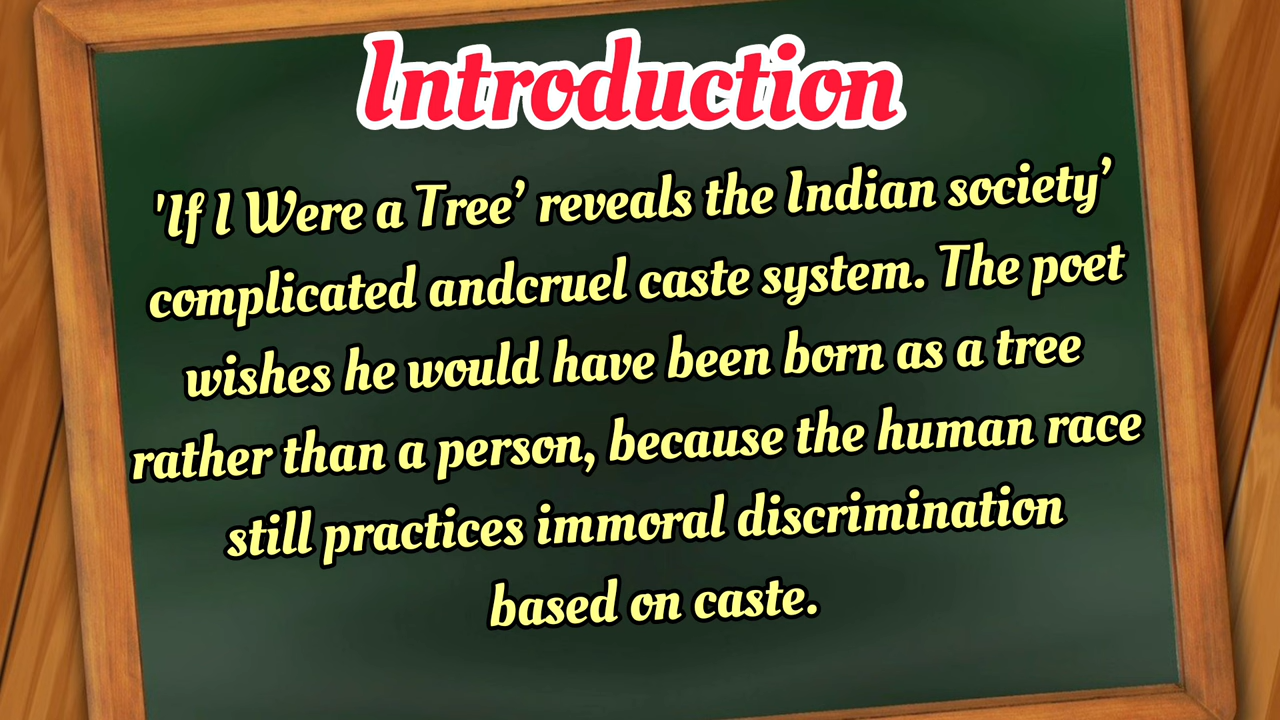 Introduction
'If I Were a Tree’ reveals the Indian society’
complicated andcruel caste system. The poet
wishes he would have been born as a tree
rather than a person, because the human race
still practices immoral discrimination
based on caste.